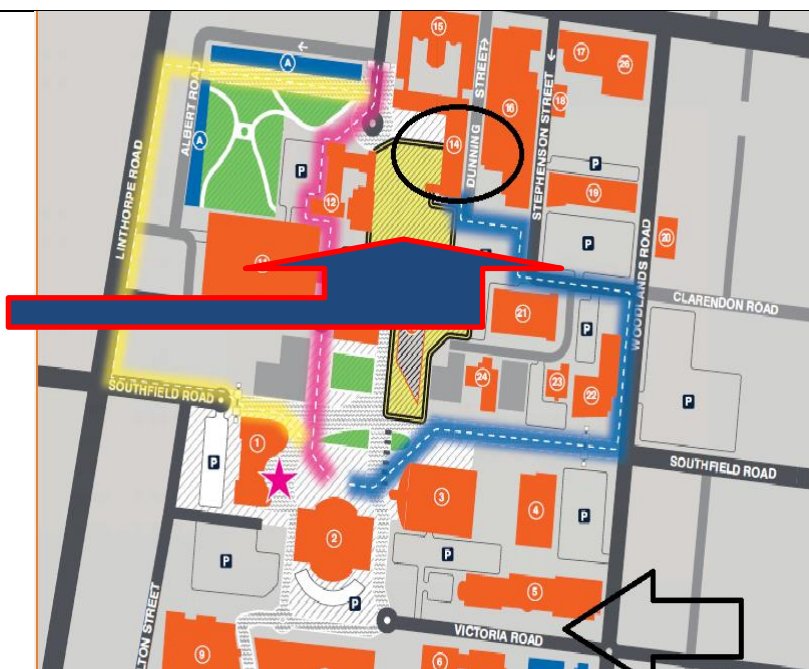 15
17
26
A
ALBERT ROAD
DUNNING STREET
16
STEPHENSON STREET
18
14
A
P
P
19
LINTHORPE ROAD
12
20
P
P
WOODLANDS ROAD
CLARENDON ROAD
21
P
24
23
22
P
SOUTHFIELD ROAD
1
P
SOUTHFIELD ROAD
3
4
P
2
P
P
P
5
VICTORIA ROAD
LTON STREET
9
6